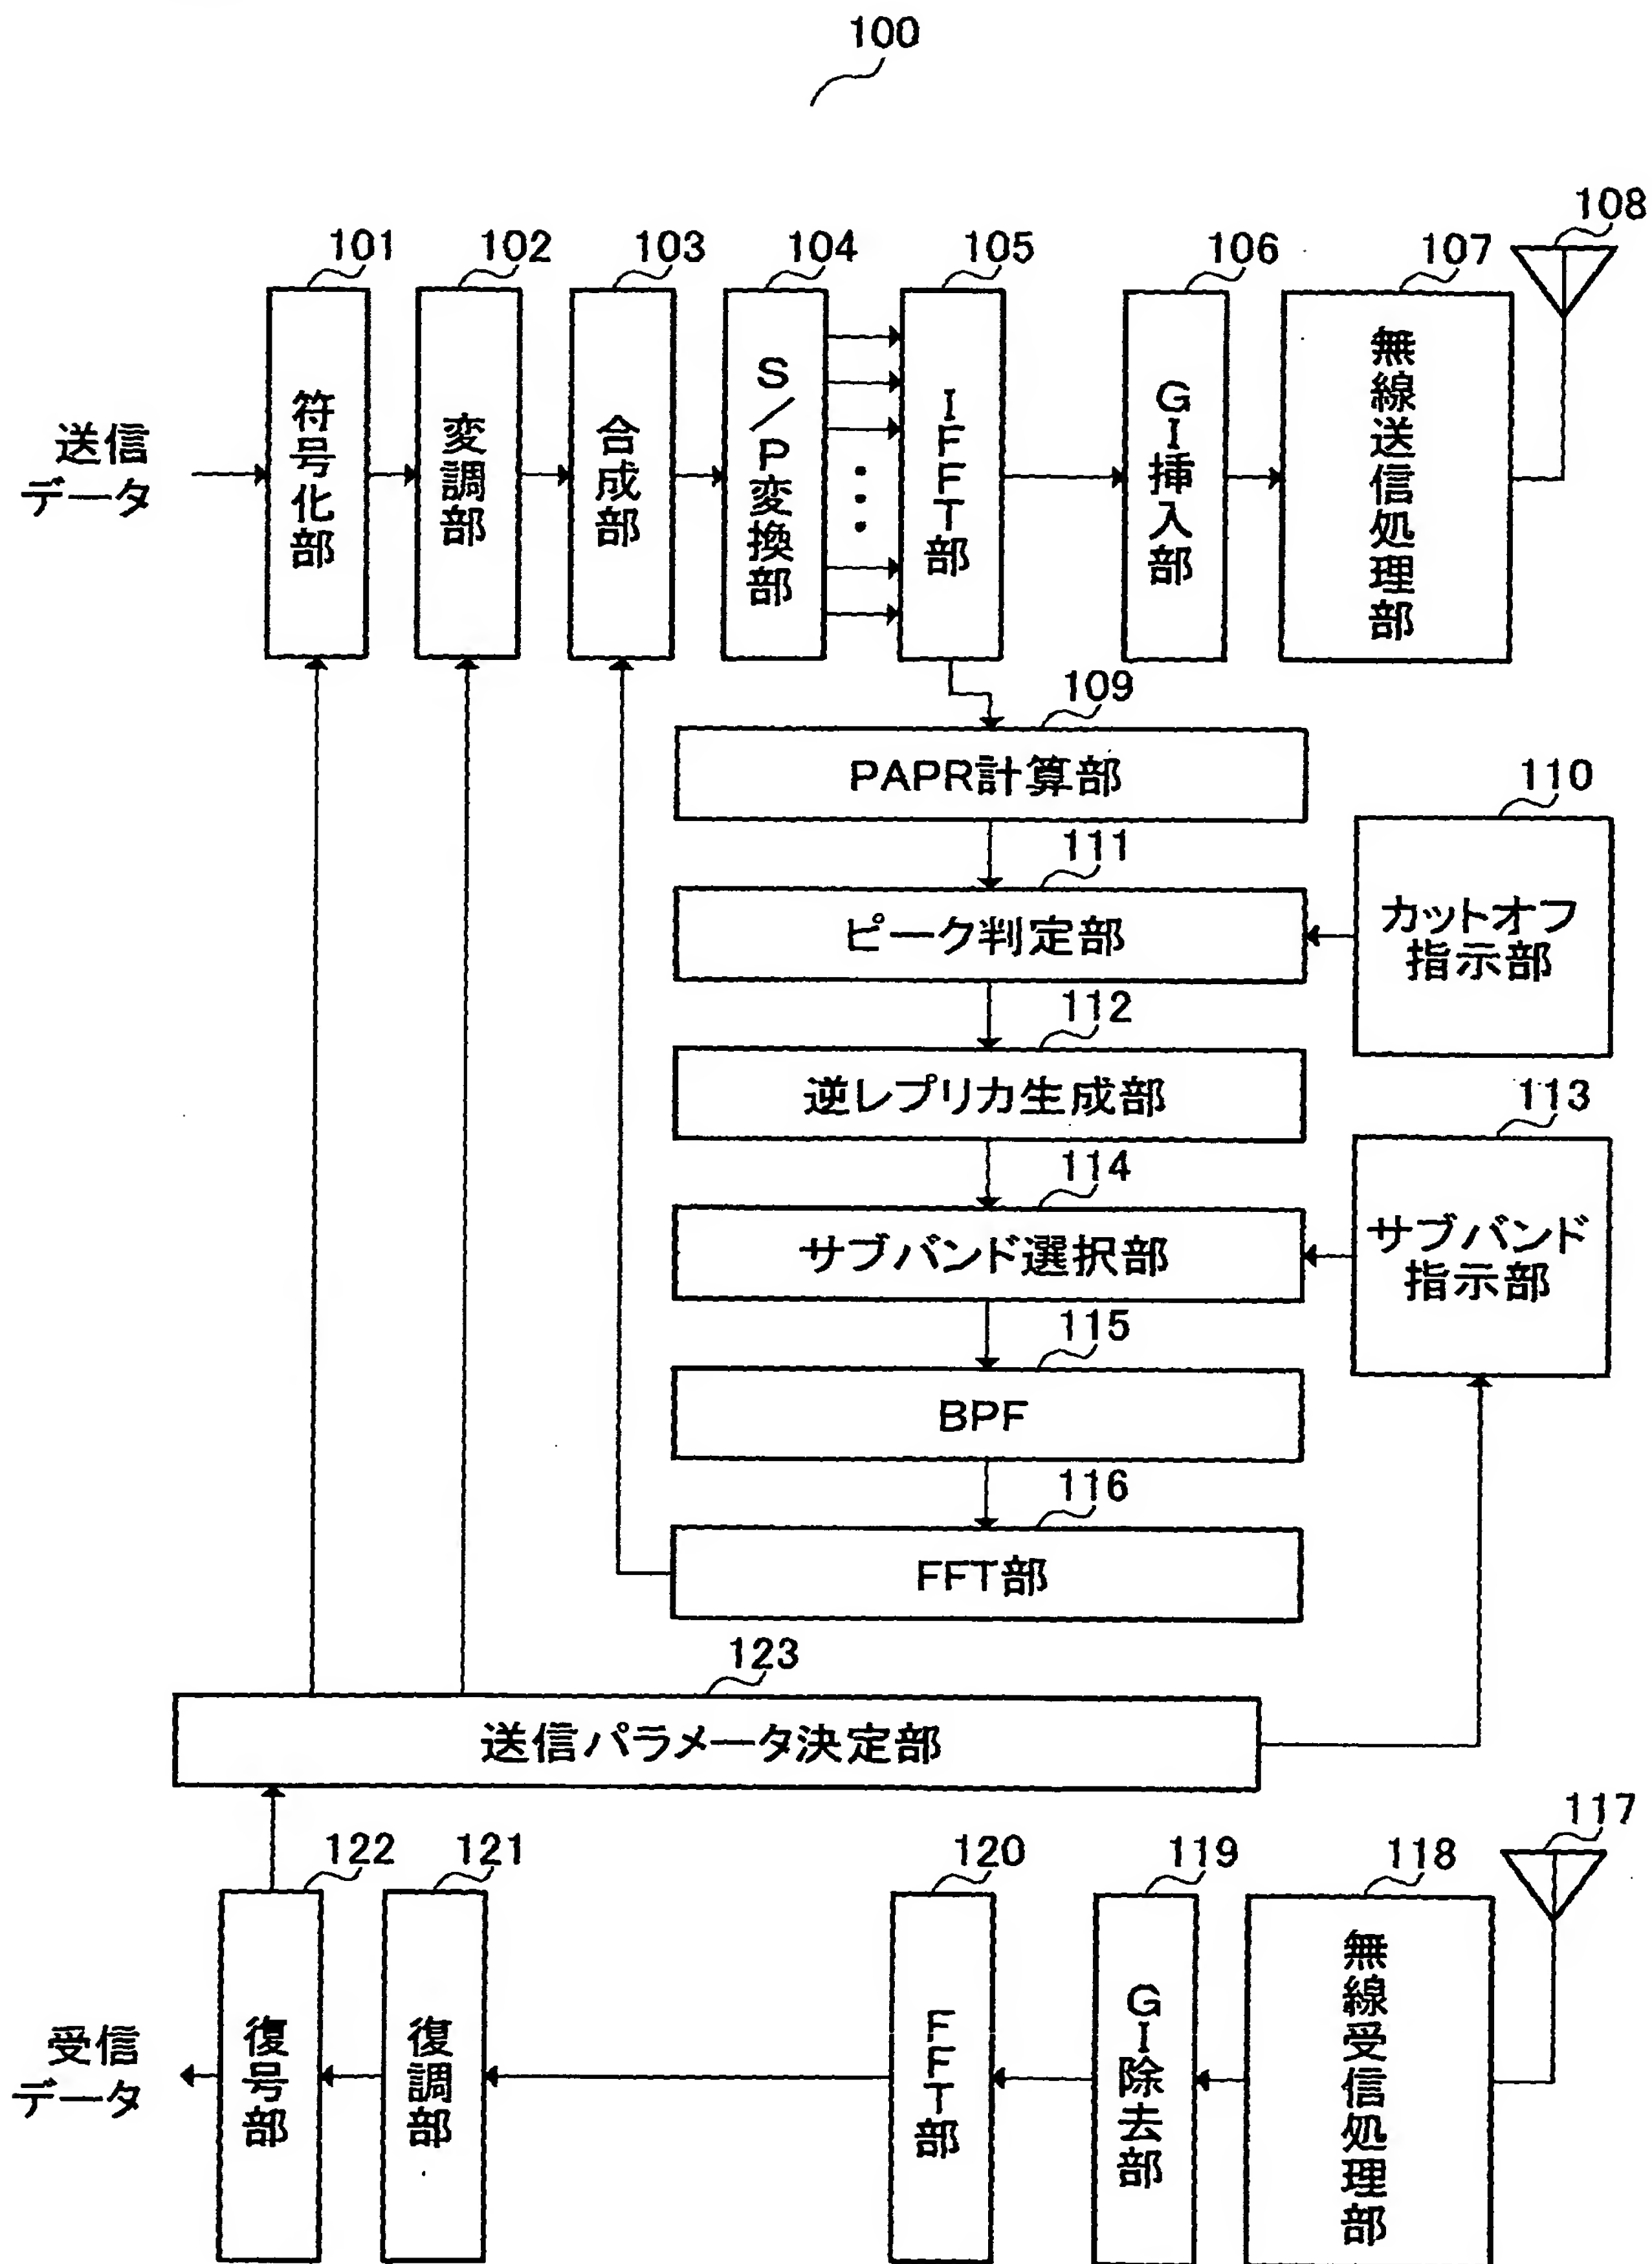 100
108
101
102
103
104
105
106
107
送信
データ
符号化部
変調部
合成部
S/P変換部
IFFT部
GI挿入部
無線送信処理部
109
PAPR計算部
110
カットオフ
指示部
111
ピーク判定部
112
逆レプリカ生成部
113
サブバンド
指示部
114
サブバンド選択部
115
BPF
116
FFT部
123
送信パラメータ決定部
117
122
121
120
119
118
受信
データ
復号部
復調部
FFT部
GI除去部
無線受信処理部